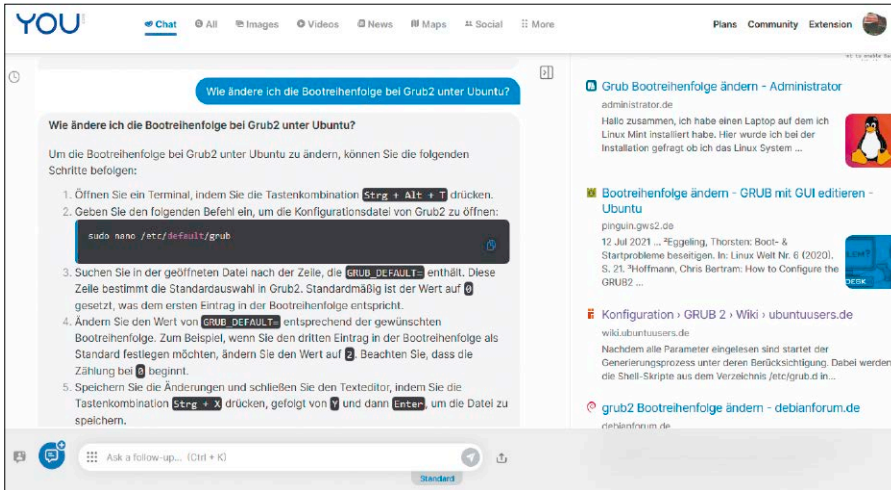 YOU
Chat All Images Videos News Maps Social More
Plans Community Extension
Wie ändere ich die Bootreihenfolge bei Grub2 unter Ubuntu?
Wie ändere ich die Bootreihenfolge bei Grub2 unter Ubuntu?
Um die Bootreihenfolge bei Grub2 unter Ubuntu zu ändern, können Sie die folgenden
Schritte befolgen:
1. Öffnen Sie ein Terminal, indem Sie die Tastenkombination Strg + Alt + T drücken.
2. Geben Sie den folgenden Befehl ein, um die Konfigurationsdatei von Grub2 zu öffnen:
sudo nano /etc/default/grub
3. Suchen Sie in der geöffneten Datei nach der Zeile, die GRUB_DEFAULT= enthält. Diese
Zeile bestimmt die Standardauswahl in Grub2. Standardmäßig ist der Wert auf 0
gesetzt, was dem ersten Eintrag in der Bootreihenfolge entspricht.
4. Ändern Sie den Wert von GRUB_DEFAULT= entsprechend der gewünschten
Bootreihenfolge. Zum Beispiel, wenn Sie den dritten Eintrag in der Bootreihenfolge als
Standard festlegen möchten, ändern Sie den Wert auf 2. Beachten Sie, dass die
Zählung bei 0 beginnt.
5. Speichern Sie die Änderungen und schließen Sie den Texteditor, indem Sie die
Tastenkombination Strg + X drücken, gefolgt von Y und dann Enter, um die Datei zu
speichern.
Ask a follow-up... (Ctrl + K)
Standard
Grub Bootreihenfolge ändern - Administrator
administrator.de
Hallo zusammen, ich habe einen Laptop auf dem ich
Linux Mint installiert habe. Hier wurde ich bei der
Installation gefragt ob ich das Linux System ...
Bootreihenfolge ändern - GRUB mit GUI editieren -
Ubuntu
pinguin.gws2.de
12 Jul 2021 ... ²Eggeling, Thorsten: Boot- &
Startprobleme beseitigen. In: Linux Welt Nr. 6 (2020).
S. 21. ³Hoffmann, Chris Bertram: How to Configure the
GRUB2 ...
DESK
Konfiguration › GRUB 2 › Wiki › ubuntuusers.de
wiki.ubuntuusers.de
Nachdem alle Parameter eingelesen sind startet der
Generierungsprozess unter deren Berücksichtigung. Dabei werden
die Shell-Skripte aus dem Verzeichnis /etc/grub.d in...
grub2 Bootreihenfolge ändern - debianforum.de
debianforum.de